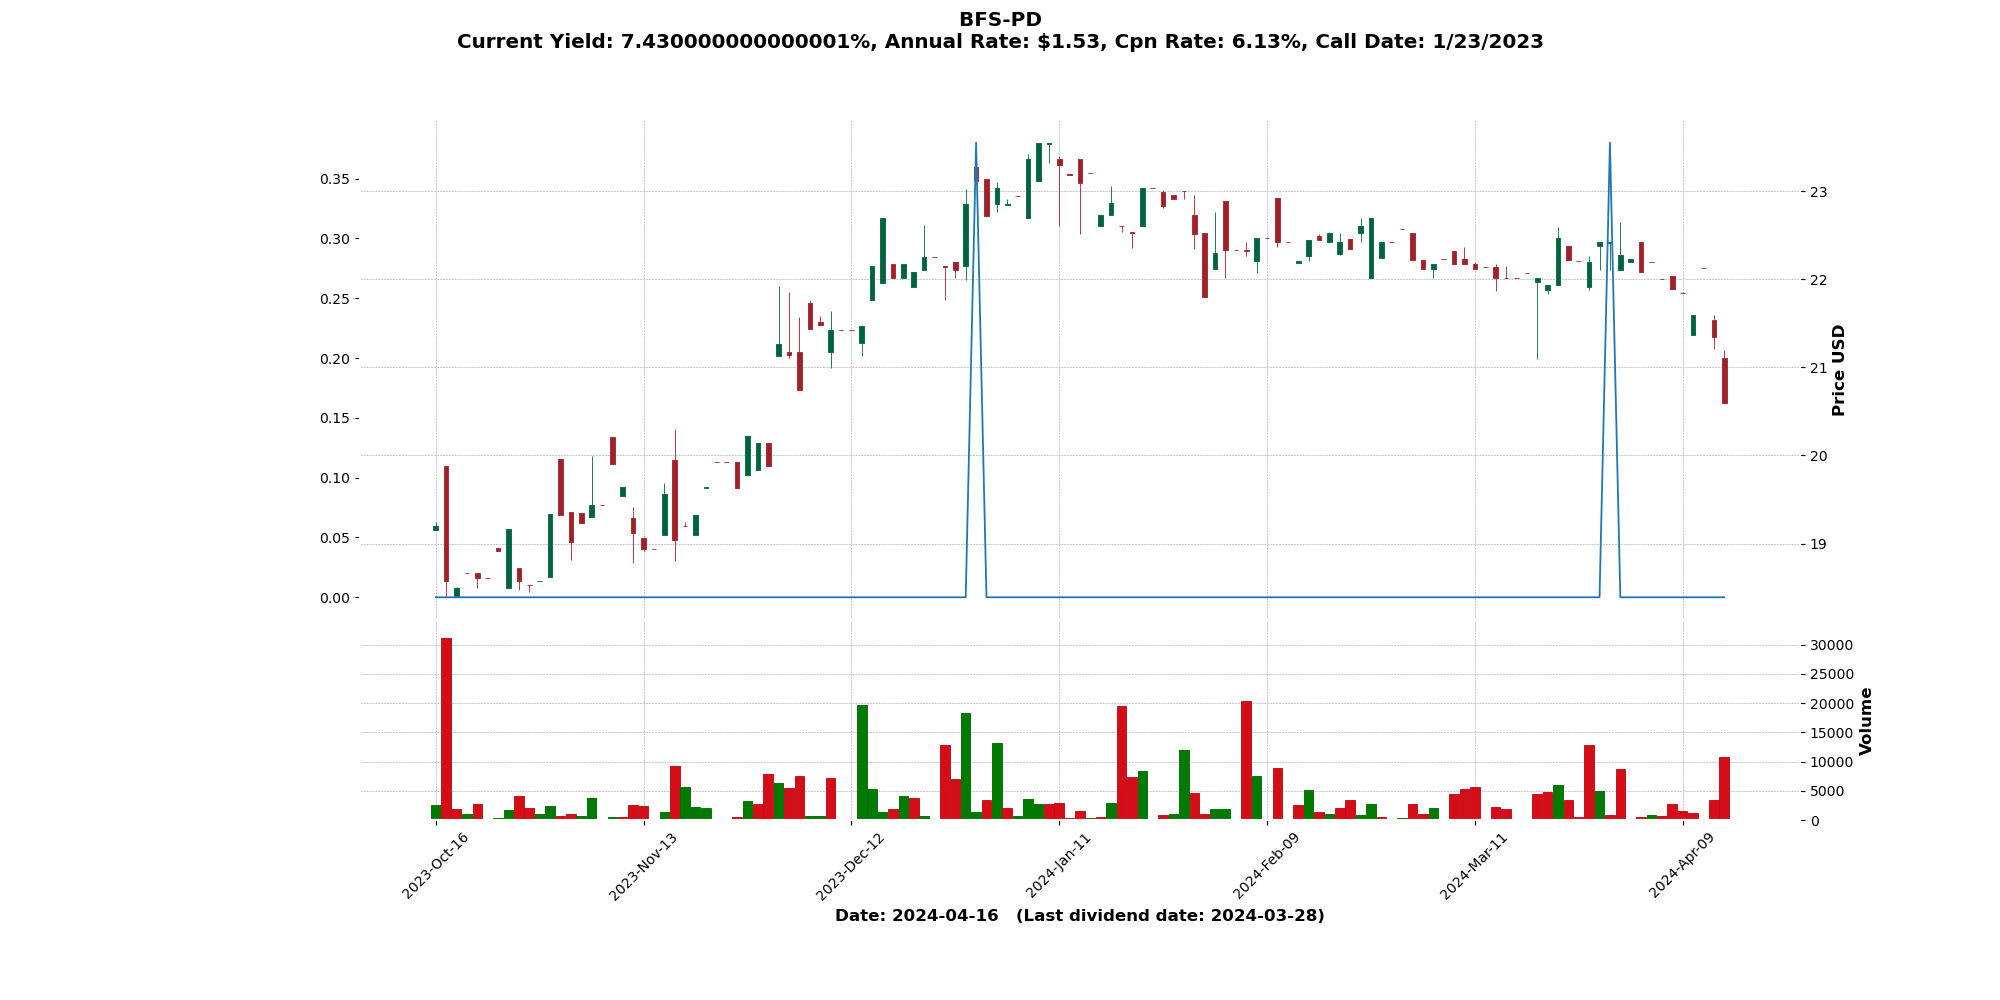 BFS-PD
Current Yield: 7.430000000000001%, Annual Rate: $1.53, Cpn Rate: 6.13%, Call Date: 1/23/2023
0.35
0.30
0.25
0.20
0.15
0.10
0.05
0.00
23
22
21
20
19
Price USD
30000
25000
20000
15000
10000
5000
0
Volume
2023-Oct-16
2023-Nov-13
2023-Dec-12
2024-Jan-11
2024-Feb-09
2024-Mar-11
2024-Apr-09
Date: 2024-04-16 (Last dividend date: 2024-03-28)